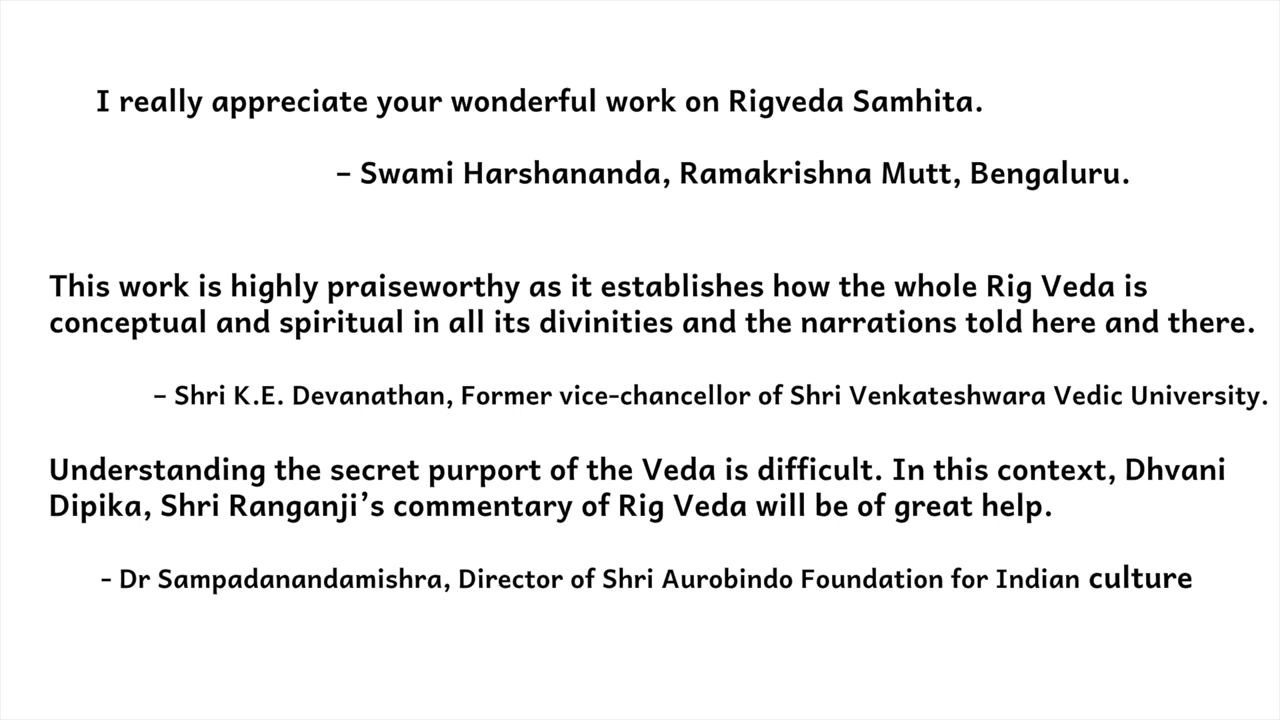 I really appreciate your wonderful work on Rigveda Samhita.
– Swami Harshananda, Ramakrishna Mutt, Bengaluru.
This work is highly praiseworthy as it establishes how the whole Rig Veda is
conceptual and spiritual in all its divinities and the narrations told here and there.
– Shri K.E. Devanathan, Former vice-chancellor of Shri Venkateshwara Vedic University.
Understanding the secret purport of the Veda is difficult. In this context, Dhvani
Dipika, Shri Ranganji’s commentary of Rig Veda will be of great help.
- Dr Sampadanandamishra, Director of Shri Aurobindo Foundation for Indian culture